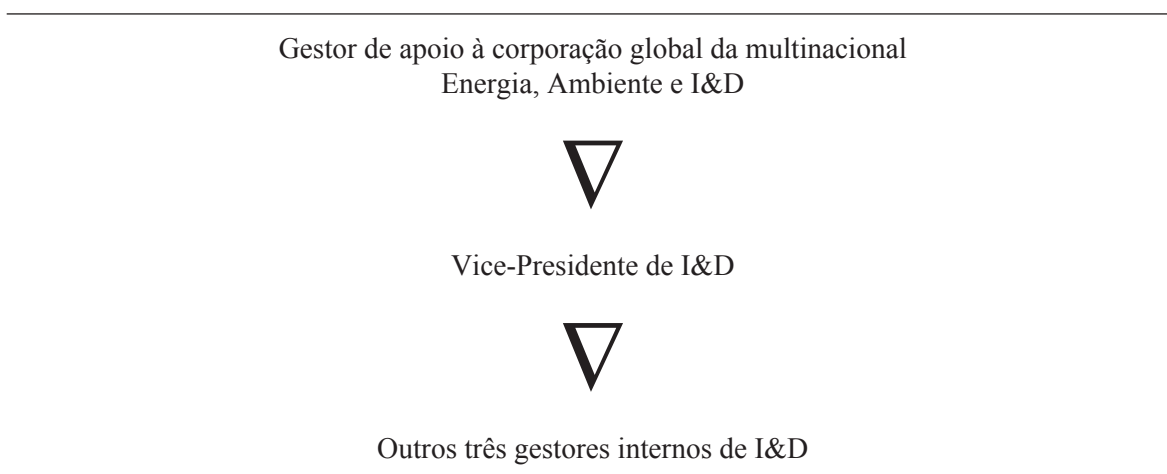 Gestor de apoio à corporação global da multinacional
Energia, Ambiente e I&D
Vice-Presidente de I&D
Outros três gestores internos de I&D